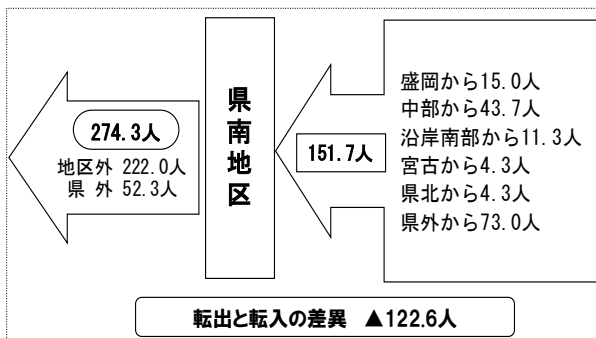 274.3人
地区外 222.0人
県 外 52.3人
県南地区
151.7人
盛岡から15.0人
中部から43.7人
沿岸南部から11.3人
宮古から4.3人
県北から4.3人
県外から73.0人
転出と転入の差異 ▲122.6人